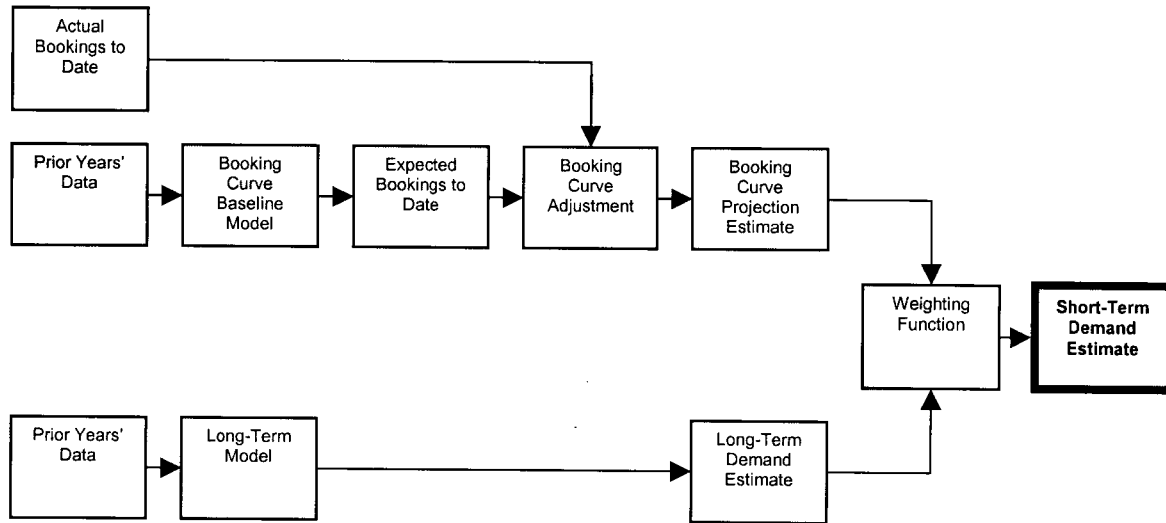 Actual
Bookings to
Date
Prior Years'
Data
Booking
Curve
Baseline
Model
Expected
Bookings to
Date
Booking
Curve
Adjustment
Booking
Curve
Projection
Estimate
Weighting
Function
Short-Term
Demand
Estimate
Prior Years'
Data
Long-Term
Model
Long-Term
Demand
Estimate